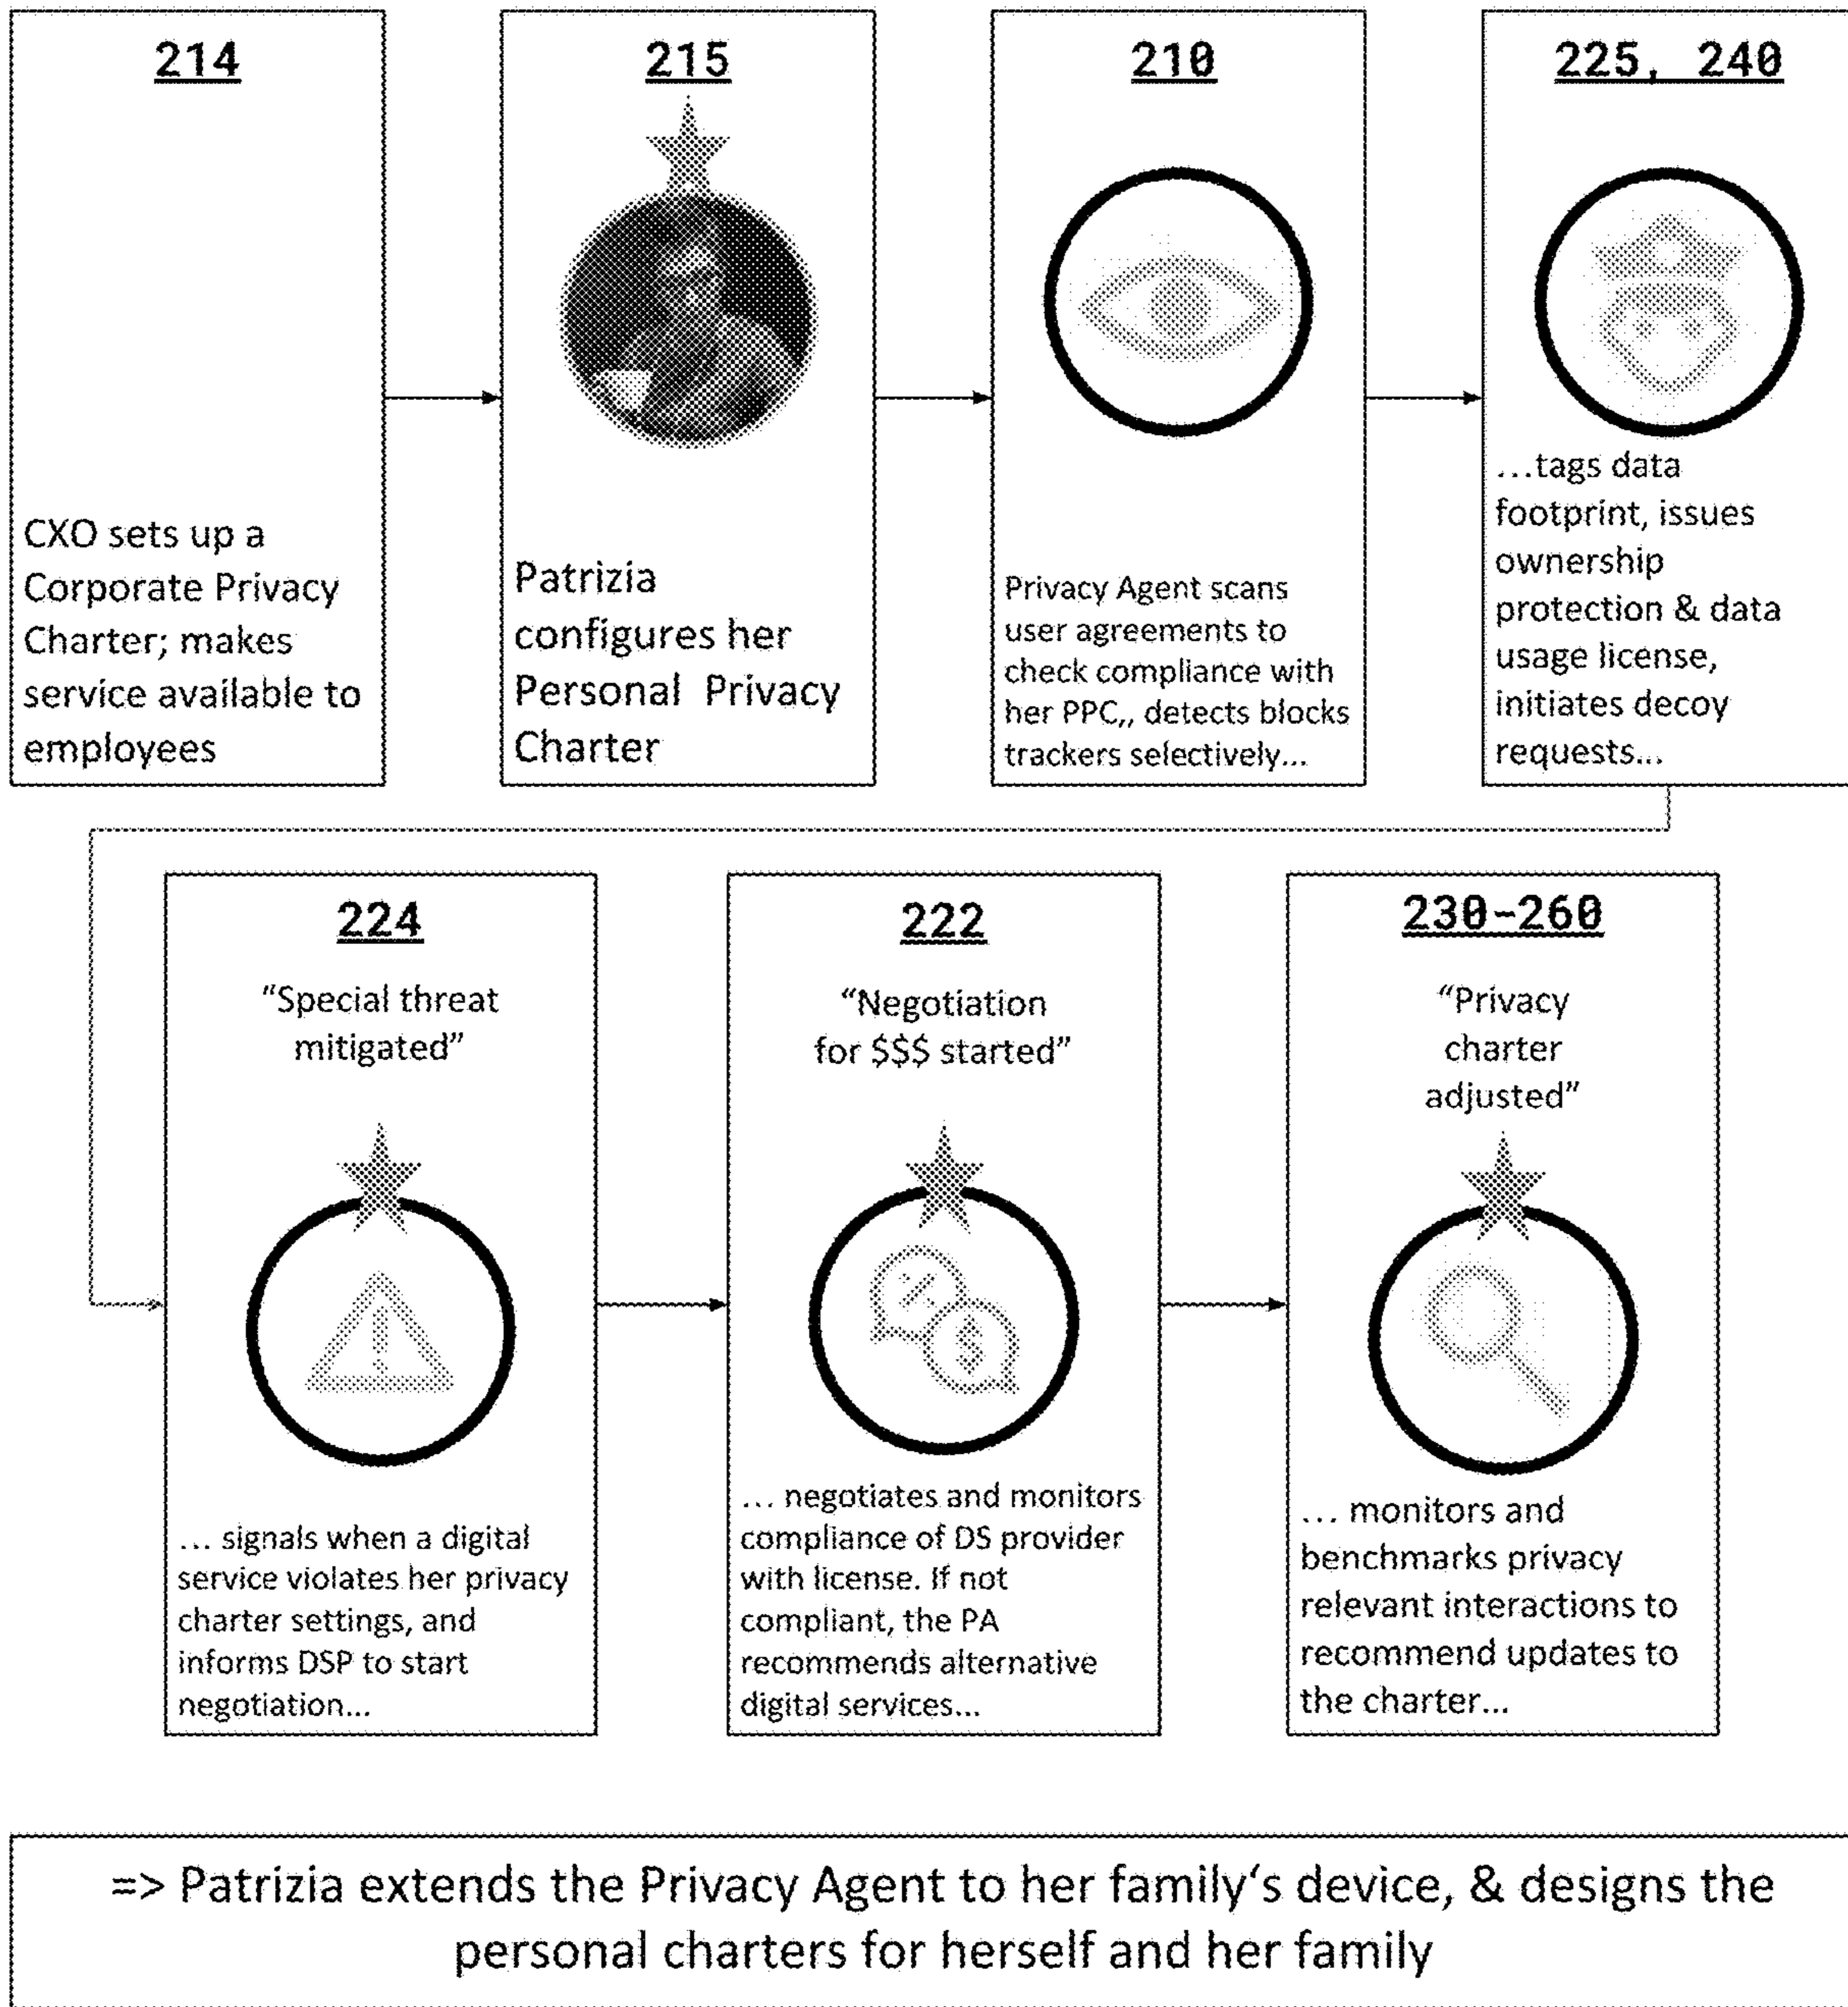 214
CXO sets up a
Corporate Privacy
Charter; makes
service available to
employees
215
Patrizia
configures her
Personal Privacy
Charter
210
Privacy Agent scans
user agreements to
check compliance with
her PPC,, detects blocks
trackers selectively...
225, 240
...tags data
footprint, issues
ownership
protection & data
usage license,
initiates decoy
requests...
224
“Special threat
mitigated”
... signals when a digital
service violates her privacy
charter settings, and
informs DSP to start
negotiation...
222
“Negotiation
for $$$ started”
... negotiates and monitors
compliance of DS provider
with license. If not
compliant, the PA
recommends alternative
digital services...
230-260
“Privacy
charter
adjusted”
... monitors and
benchmarks privacy
relevant interactions to
recommend updates to
the charter...
=> Patrizia extends the Privacy Agent to her family‘s device, & designs the
personal charters for herself and her family